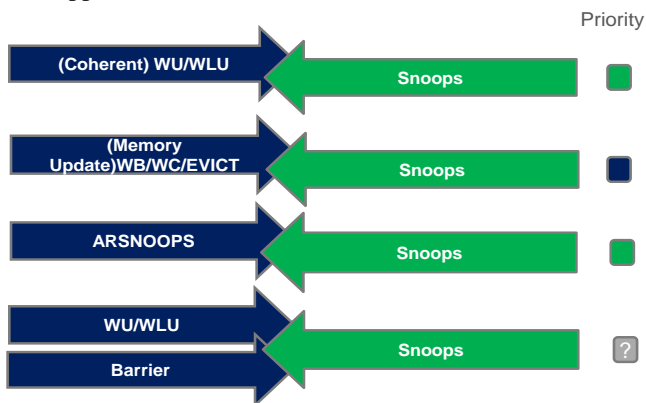 Priority
(Coherent) WU/WLU
Snoops
(Memory
Update)WB/WC/EVICT
Snoops
ARSNOOPS
Snoops
WU/WLU
Snoops
?
Barrier